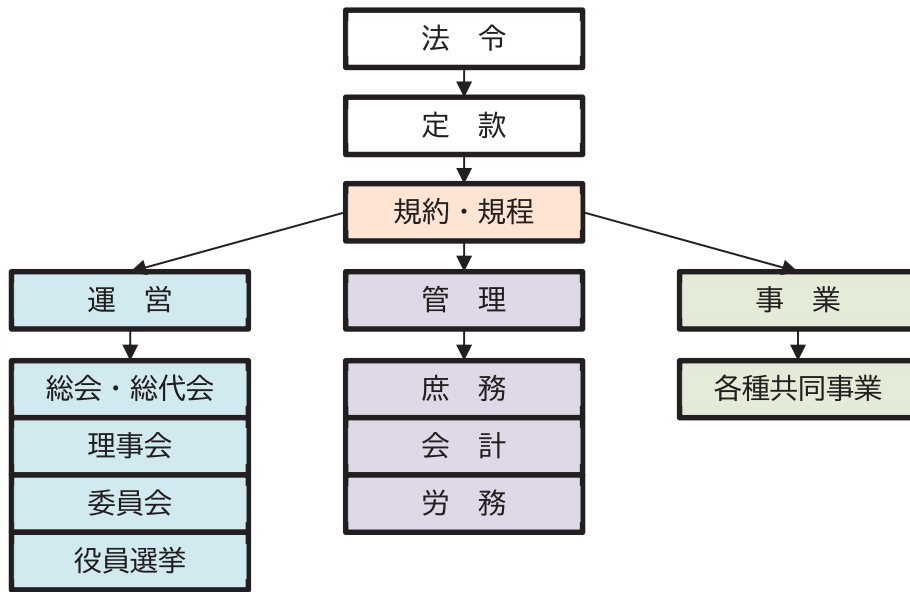 法　令
定　款
規約・規程
運　営
管　理
事　業
総会・総代会
理事会
委員会
役員選挙
庶　務
会　計
労　務
各種共同事業